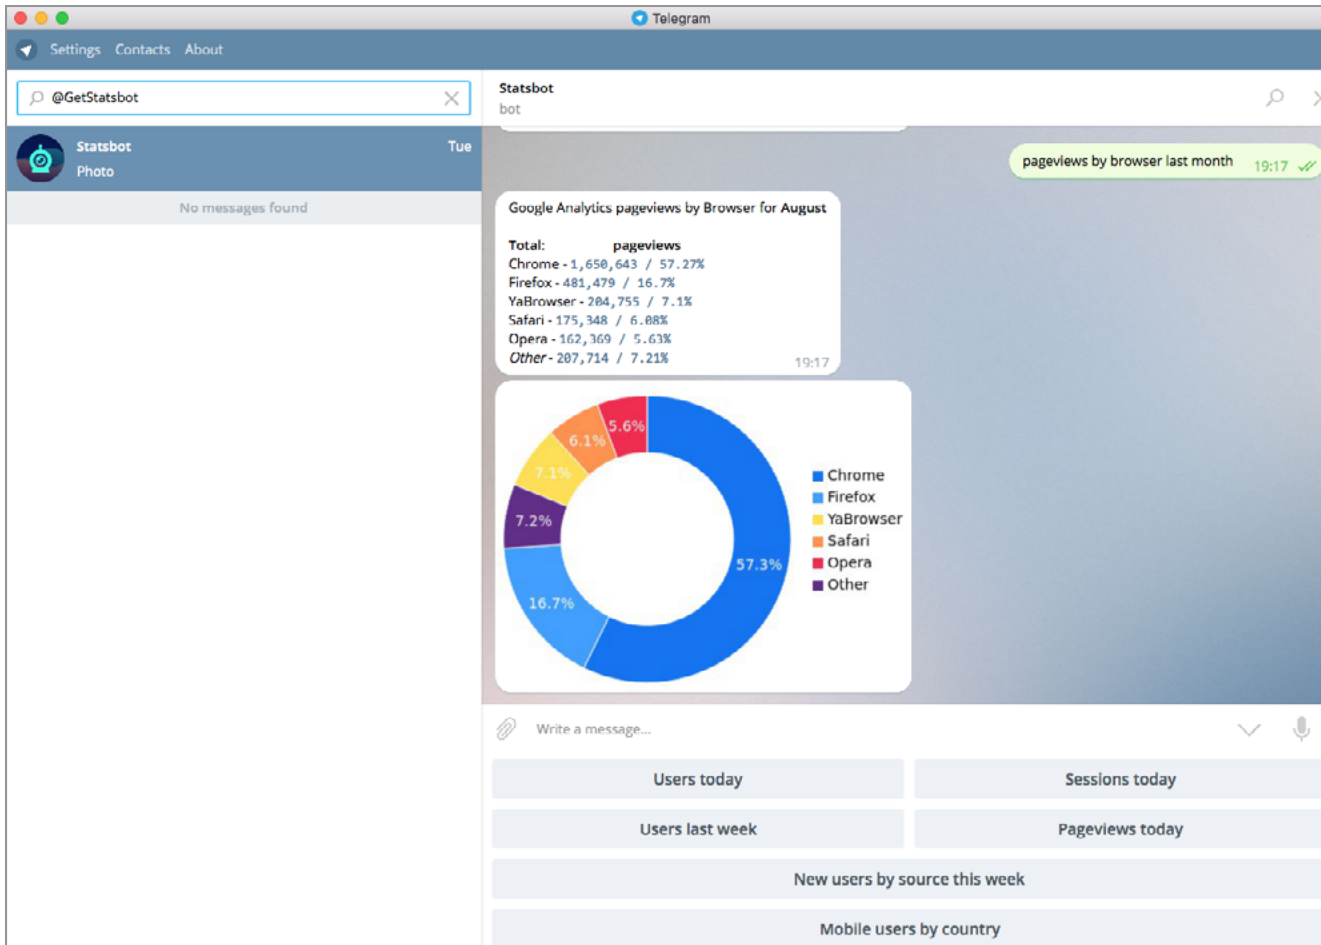 Telegram
Settings Contacts About
@GetStatsbot
Statsbot Tue
Photo
No messages found
Statsbot
bot
pageviews by browser last month 19:17
Google Analytics pageviews by Browser for August
Total: pageviews
Chrome - 1,650,643 / 57.27%
Firefox - 481,479 / 16.7%
YaBrowser - 204,755 / 7.1%
Safari - 175,348 / 6.08%
Opera - 162,369 / 5.63%
Other - 207,714 / 7.21%
19:17
5.6%
6.1%
7.1%
7.2%
57.3%
16.7%
Chrome
Firefox
YaBrowser
Safari
Opera
Other
Write a message...
Users today
Sessions today
Users last week
Pageviews today
New users by source this week
Mobile users by country